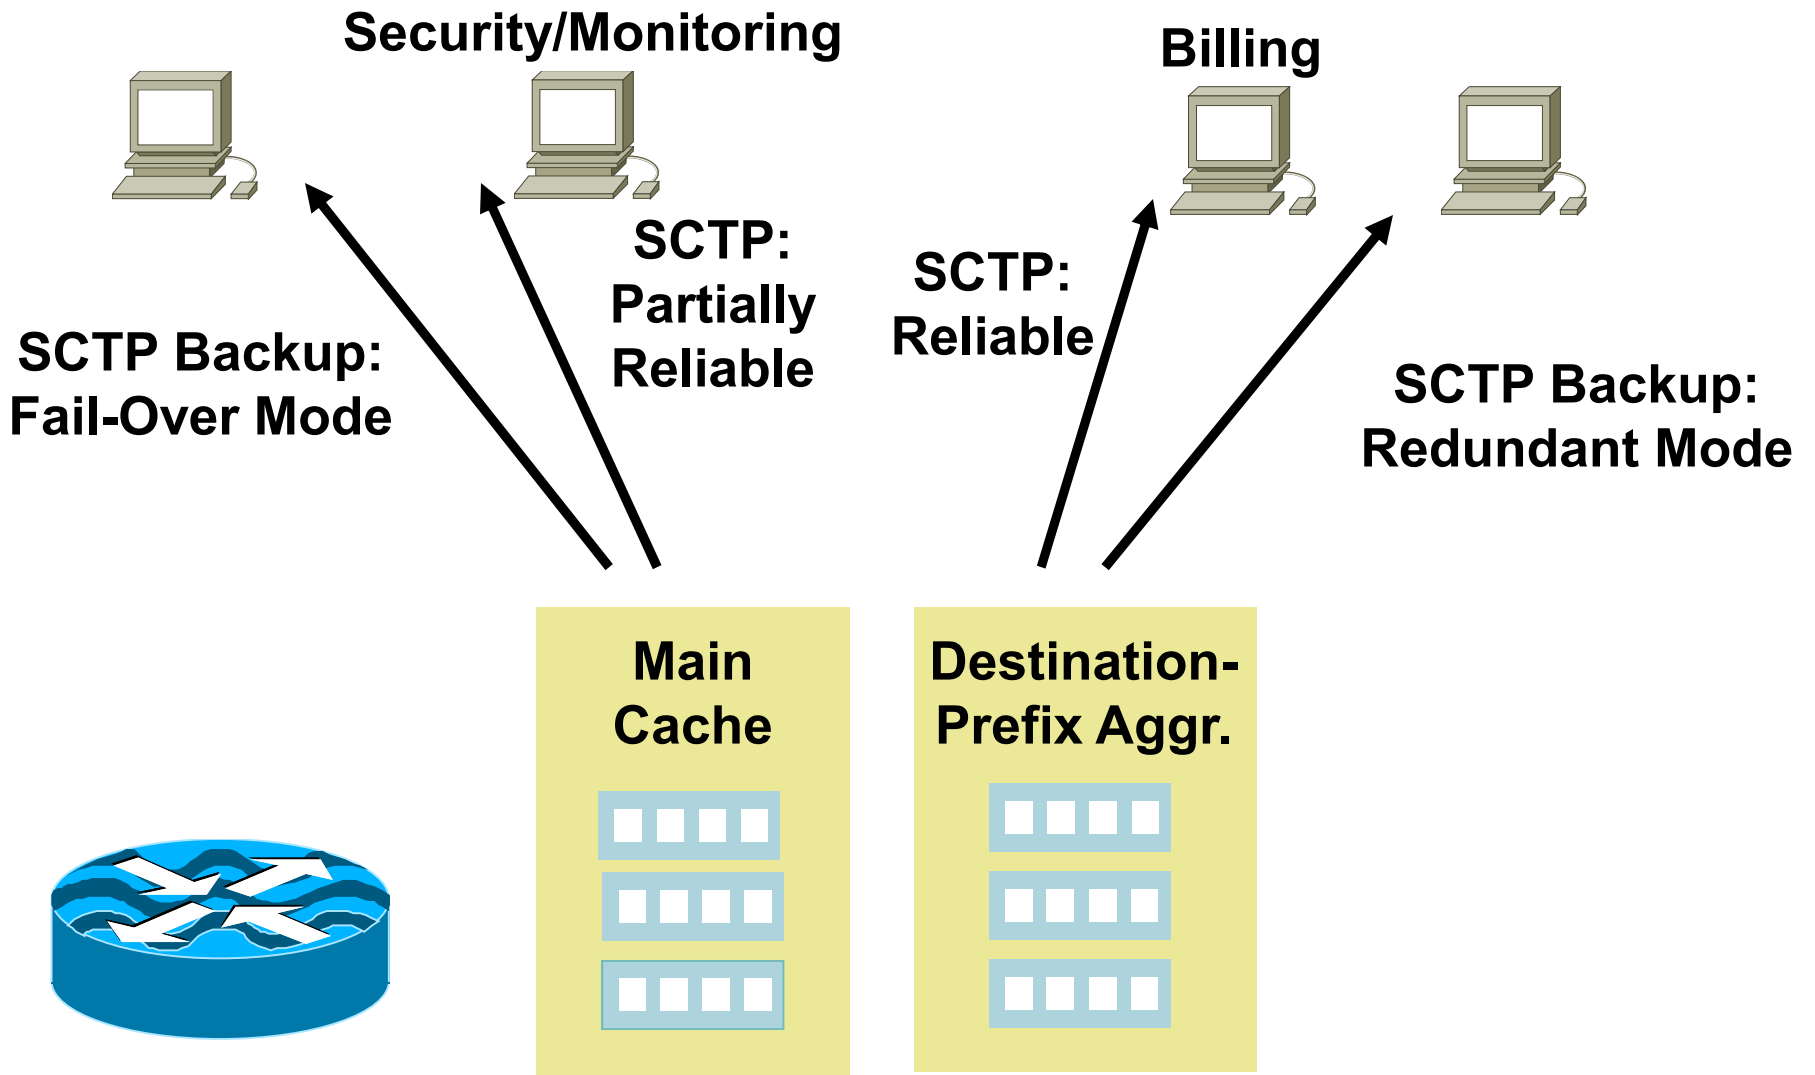 Security/Monitoring
Billing
SCTP:
Partially
Reliable
SCTP:
Reliable
SCTP Backup:
Fail-Over Mode
SCTP Backup:
Redundant Mode
Main
Cache
Destination-
Prefix Aggr.